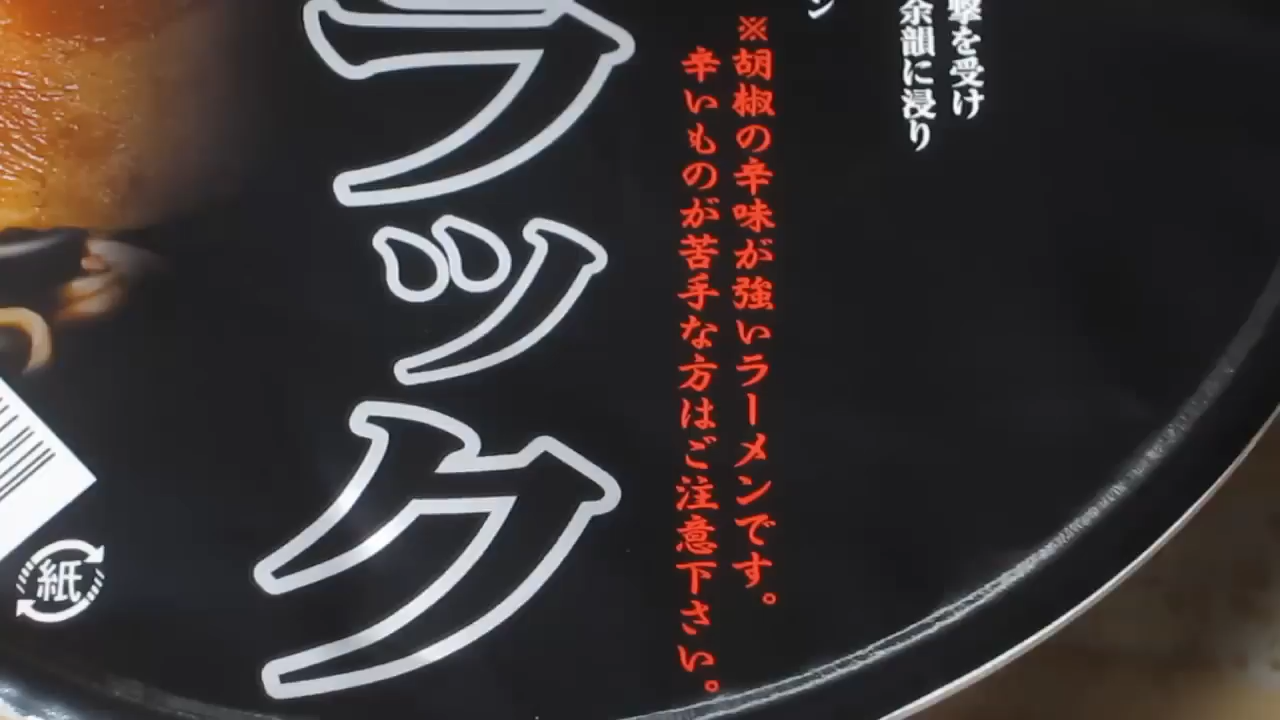 撃を受け
余韻に浸り
ン
※胡椒の辛味が強いラーメンです。
辛いものが苦手な方はご注意下さい。
ラック
紙